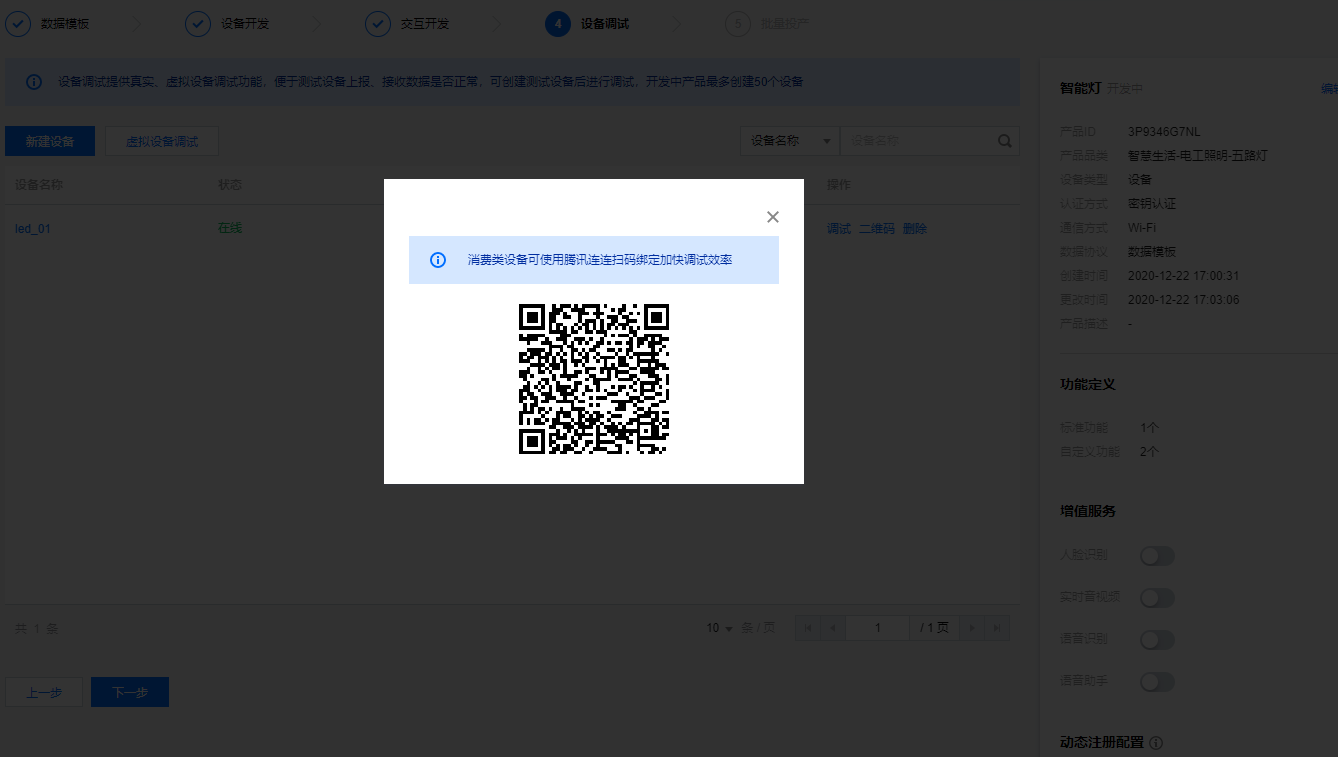 数据模板
设备开发
交互开发
4 设备调试
5 批量投产
设备调试提供真实、虚拟设备调试功能，便于测试设备上报、接收数据是否正常，可创建测试设备后进行调试，开发中产品最多创建50个设备
新建设备 虚拟设备调试 设备名称 设备名称
设备名称 状态 操作
led_01 在线 调试 二维码 删除
消费类设备可使用腾讯连连扫码绑定加快调试效率
共 1 条 10 条 / 页 1 / 1 页
上一步 下一步
智能灯 开发中 编辑
产品ID 3P9346G7NL
产品品类 智慧生活-电工照明-五路灯
设备类型 设备
认证方式 密钥认证
通信方式 Wi-Fi
数据协议 数据模板
创建时间 2020-12-22 17:00:31
更改时间 2020-12-22 17:03:06
产品描述 -
功能定义
标准功能 1个
自定义功能 2个
增值服务
人脸识别
实时音视频
语音识别
语音助手
动态注册配置